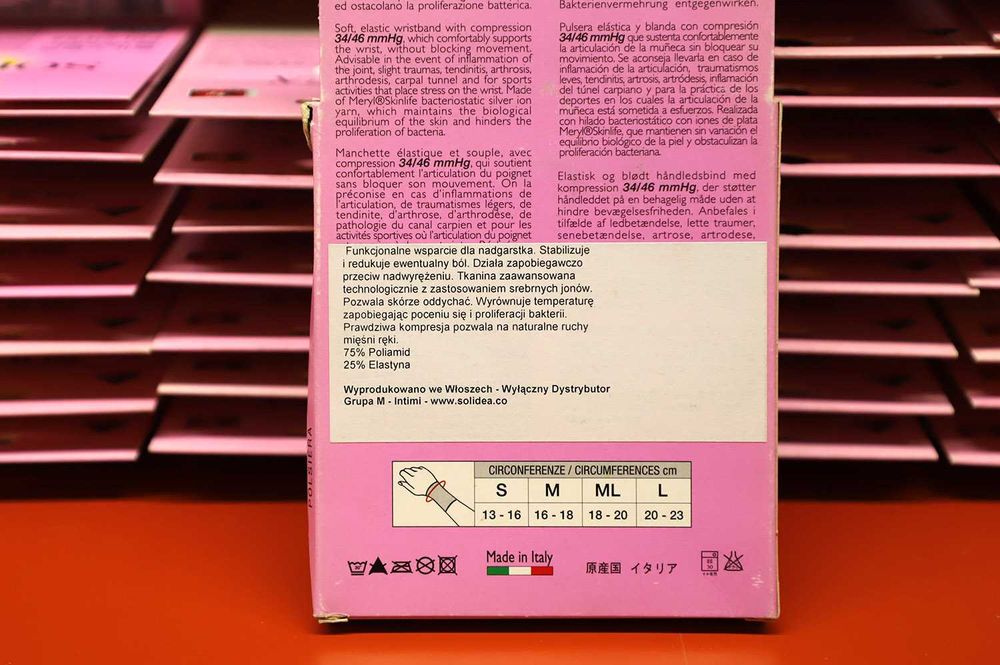 ed ostacolano la proliferazione batterica.
Soft, elastic wristband with compression
34/46 mmHg, which comfortably supports
the wrist, without blocking movement.
Advisable in the event of inflammation of
the joint, slight traumas, tendinitis, arthrosis,
arthrodesis, carpal tunnel and for sports
activities that place stress on the wrist. Made
of Meryl®Skinlife bacteriostatic silver ion
yarn, which maintains the biological
equilibrum of the skin and hinders the
proliferation of bacteria.
Manchette élastique et souple, avec
compression 34/46 mmHg, qui soutient
confortablement l'articulation du poignet
sans bloquer son mouvement. On la
préconise en cas d'inflammations de
l'articulation, de traumatismes légers, de
tendinite, d'arthrose, d'arthrodèse, de
pathologie du canal carpien et pour les
activités sportives où l'articulation du poignet
Bakterienvermehrung entgegenwirken.
Pulsera elástica y blanda con compresión
34/46 mmHg que sustenta confortablemente
la articulación de la muñeca sin bloquear su
movimiento. Se aconseja llevarla en caso de
inflamación de la articulación, traumatismos
leves, tendinitis, artrosis, artródesis, inflamación
del túnel carpiano y para la práctica de los
deportes en los cuales la articulación de la
muñeca está sometida a esfuerzos. Realizada
con hilado bacteriostático con iones de plata
Meryl®Skinlife, que mantienen sin variación el
equilibrio biológico de la piel y obstaculizan la
proliferación bacteriana.
Elastisk og blødt håndledsbind med
kompression 34/46 mmHg, der støtter
håndleddet på en behagelig måde uden at
hindre bevægelsesfriheden. Anbefales i
tilfælde af ledbetændelse, lette traumer,
senebetændelse, artrose, artrodese,
Funkcjonalne wsparcie dla nadgarstka. Stabilizuje
i redukuje ewentualny ból. Działa zapobiegawczo
przeciw nadwyrężeniu. Tkanina zaawansowana
technologicznie z zastosowaniem srebrnych jonów.
Pozwala skórze oddychać. Wyrównuje temperaturę
zapobiegając poceniu się i proliferacji bakterii.
Prawdziwa kompresja pozwala na naturalne ruchy
mięśni ręki.
75% Poliamid
25% Elastyna
Wyprodukowano we Włoszech - Wyłączny Dystrybutor
Grupa M - Intimi - www.solidea.co
POLSIERA
CIRCONFERENZE / CIRCUMFERENCES cm
S M ML L
13 - 16 16 - 18 18 - 20 20 - 23
Made in Italy
原産国 イタリア